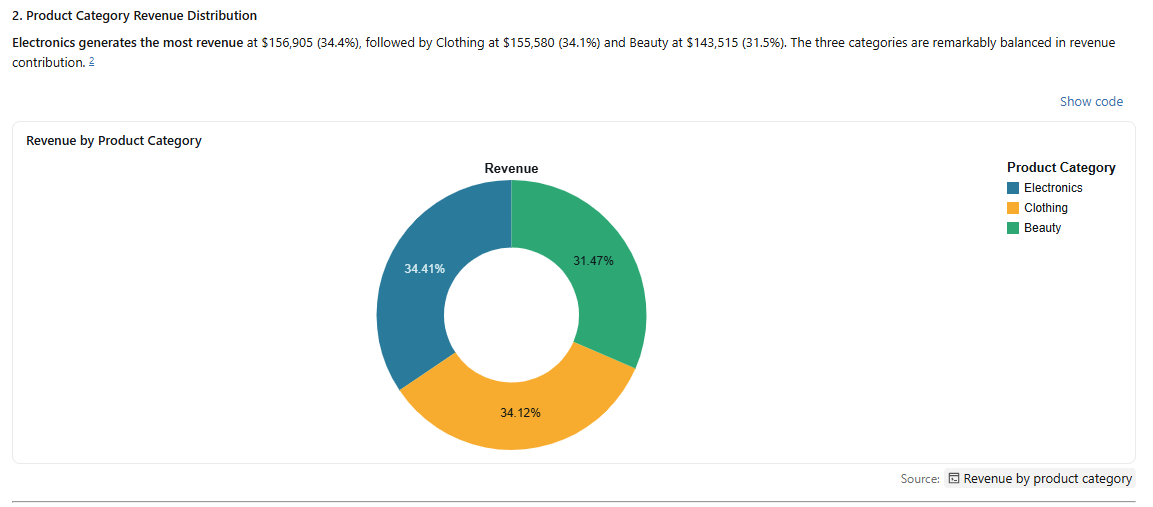 2. Product Category Revenue Distribution
Electronics generates the most revenue at $156,905 (34.4%), followed by Clothing at $155,580 (34.1%) and Beauty at $143,515 (31.5%). The three categories are remarkably balanced in revenue
contribution. 2
Show code
Revenue by Product Category
Revenue
Product Category
Electronics
Clothing
Beauty
31.47%
34.41%
34.12%
Source: Revenue by product category